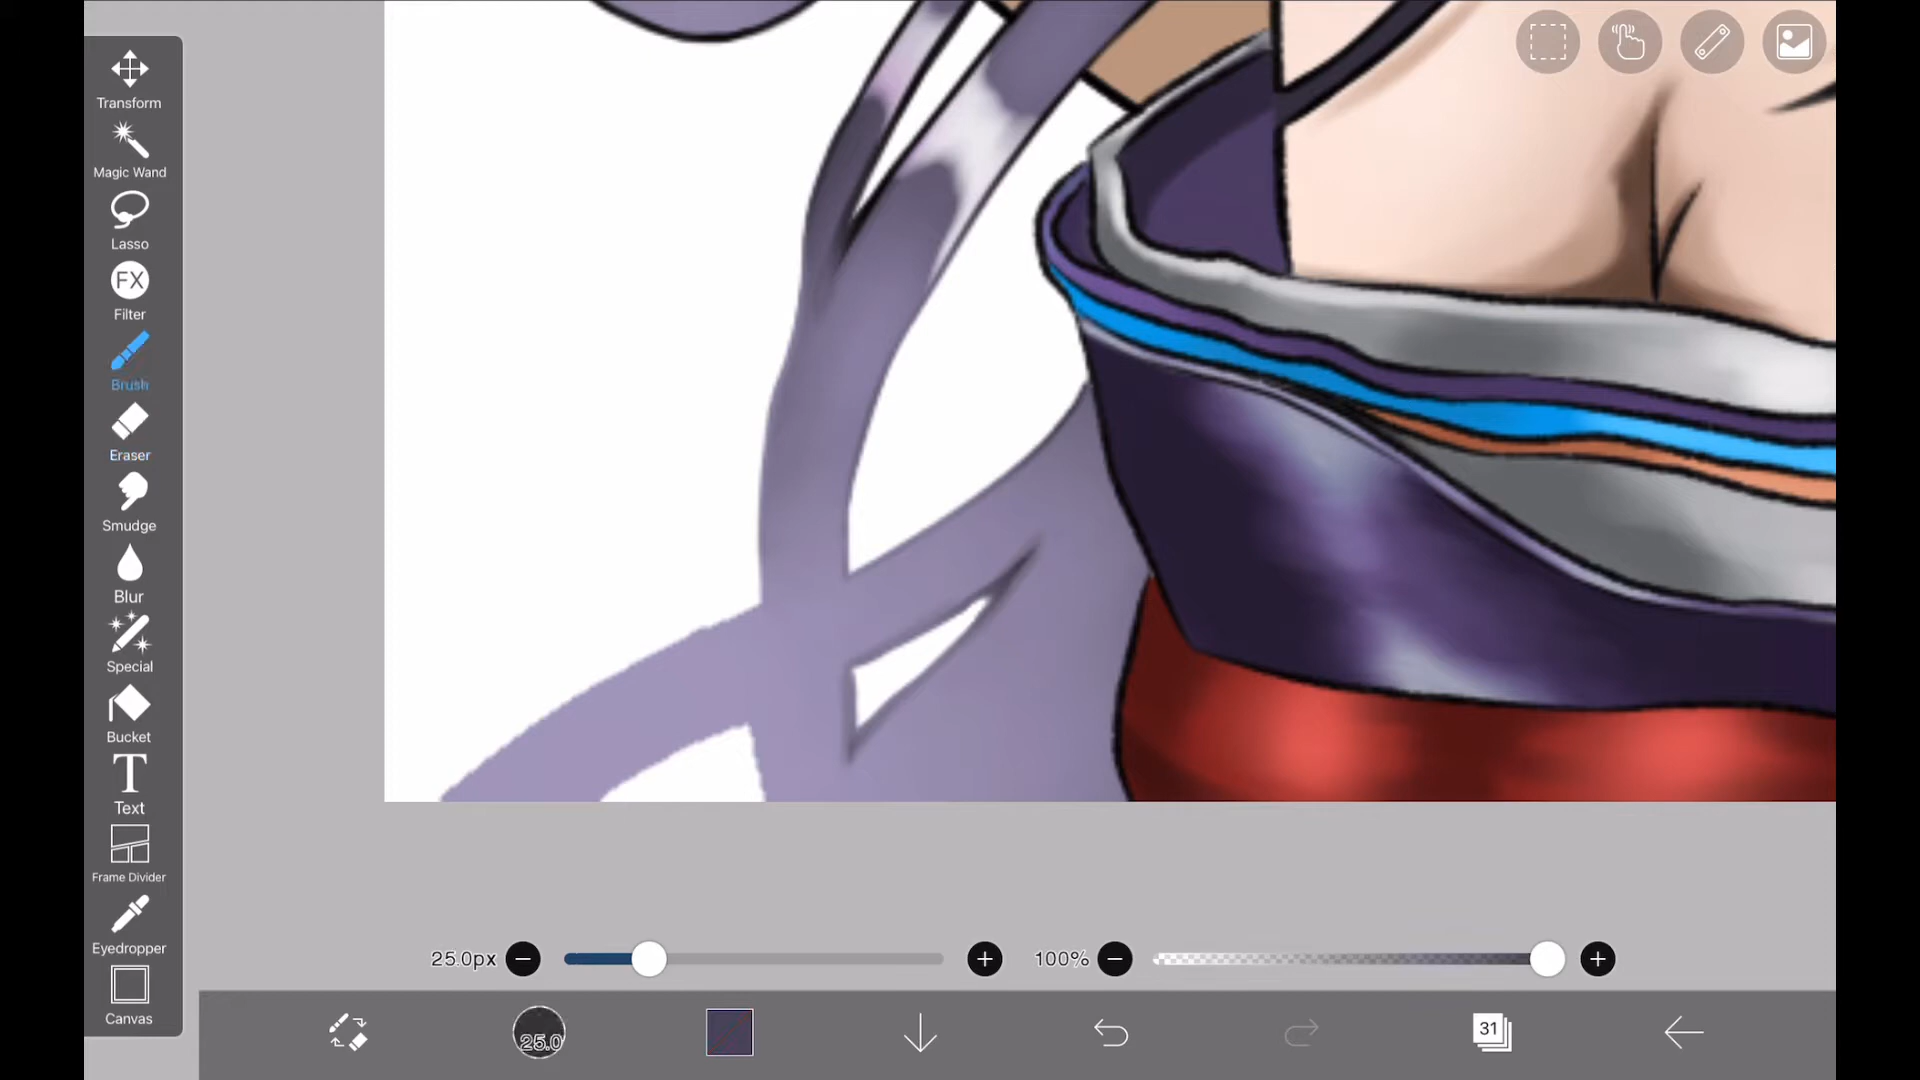 Transform
Magic Wand
Lasso
FX
Filter
Brush
Eraser
Smudge
Blur
Special
Bucket
T
Text
Frame Divider
Eyedropper
Canvas
25.0px
100%
25.0
31